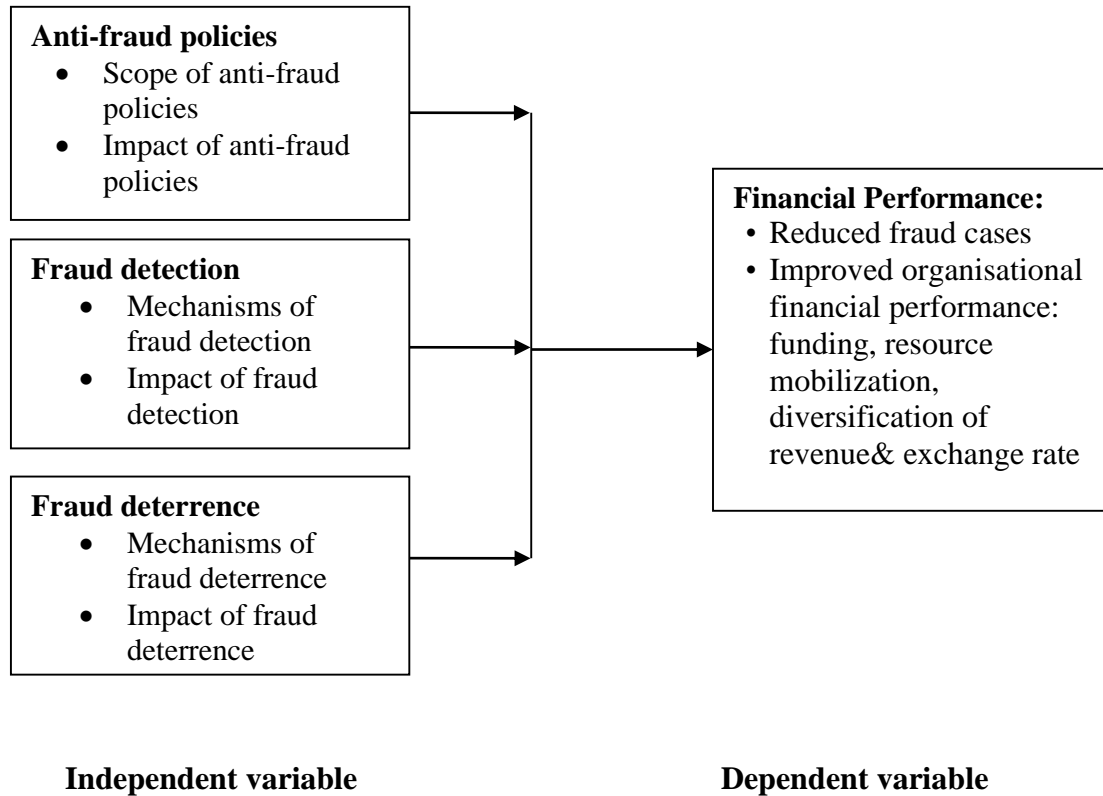 Anti-fraud policies
• Scope of anti-fraud
policies
• Impact of anti-fraud
policies
Fraud detection
• Mechanisms of
fraud detection
• Impact of fraud
detection
Fraud deterrence
• Mechanisms of
fraud deterrence
• Impact of fraud
deterrence
Financial Performance:
• Reduced fraud cases
• Improved organisational
financial performance:
funding, resource
mobilization,
diversification of
revenue& exchange rate
Independent variable
Dependent variable